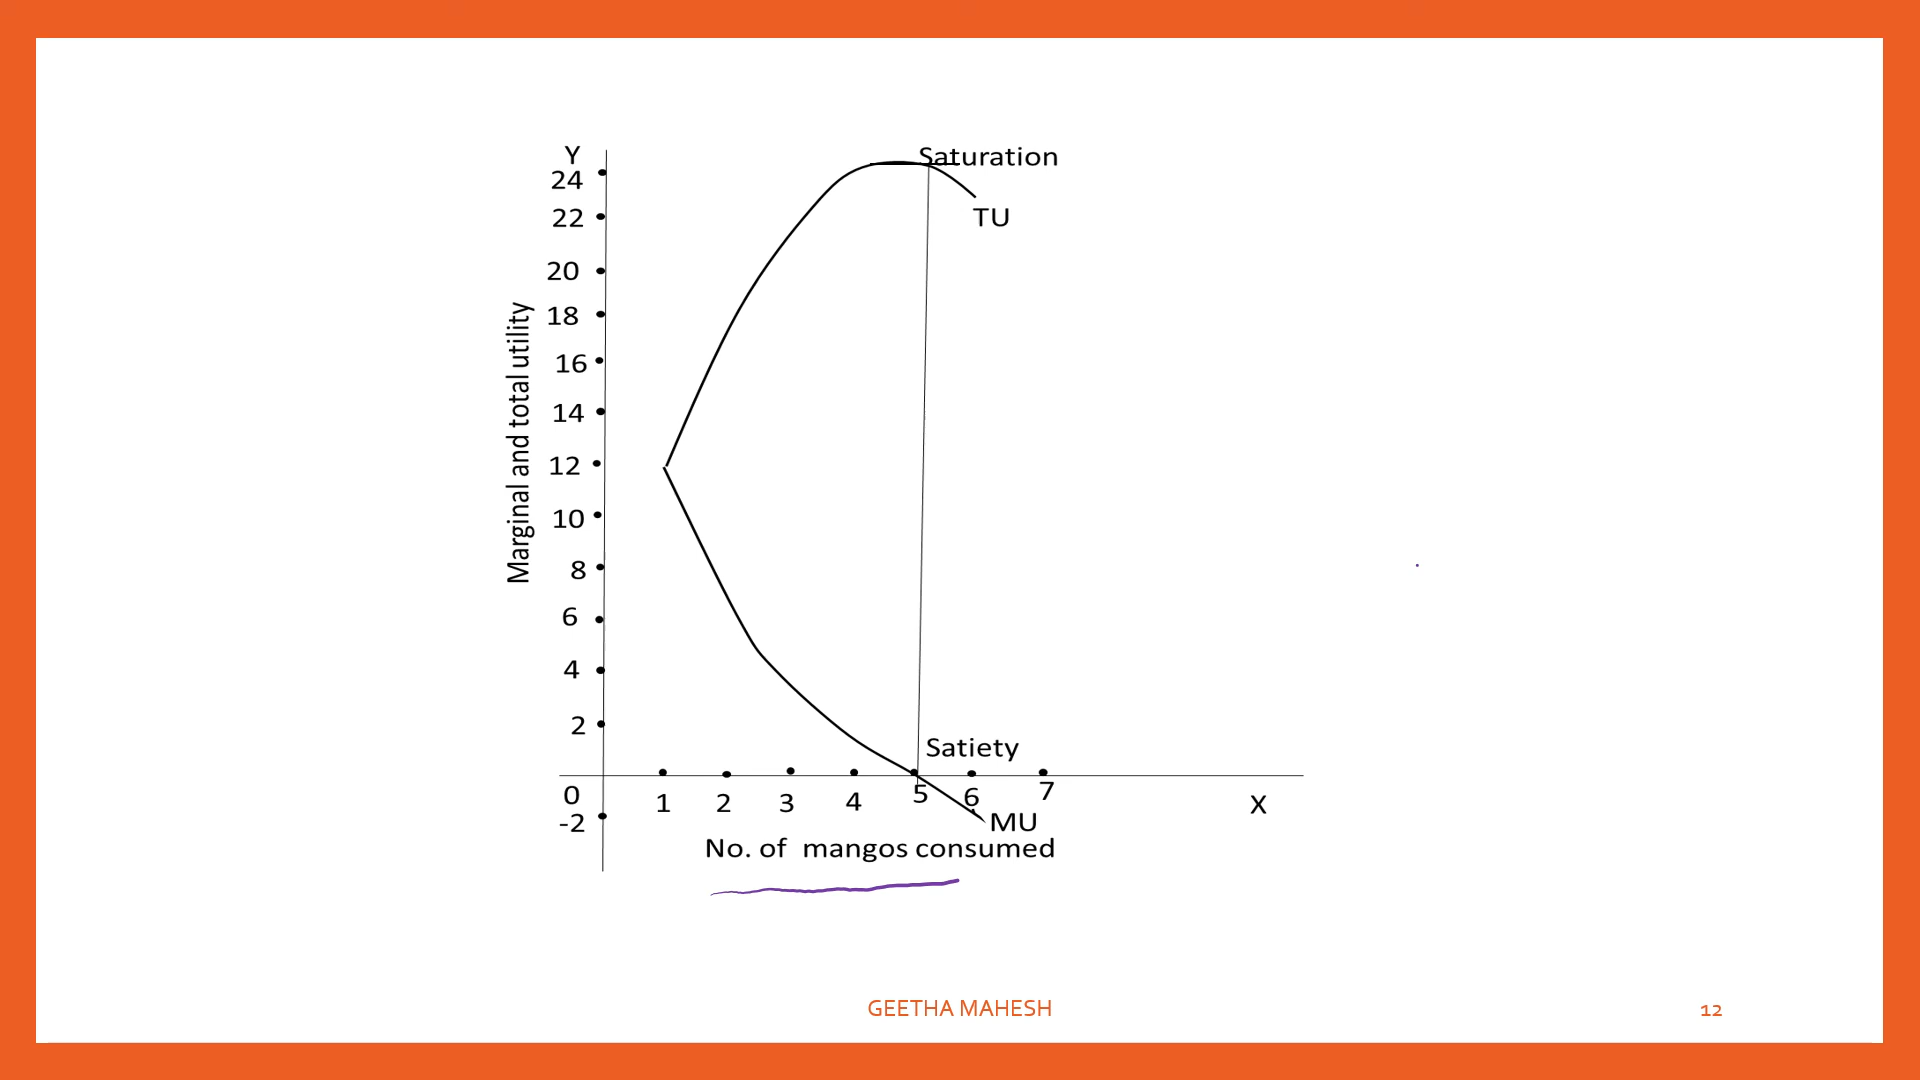 Y
Saturation
24
TU
22
20
18
16
14
12
10
8
6
4
2
Marginal and total utility
Satiety
0
1 2 3 4 5 6 7
X
-2
MU
No. of mangos consumed
GEETHA MAHESH
12